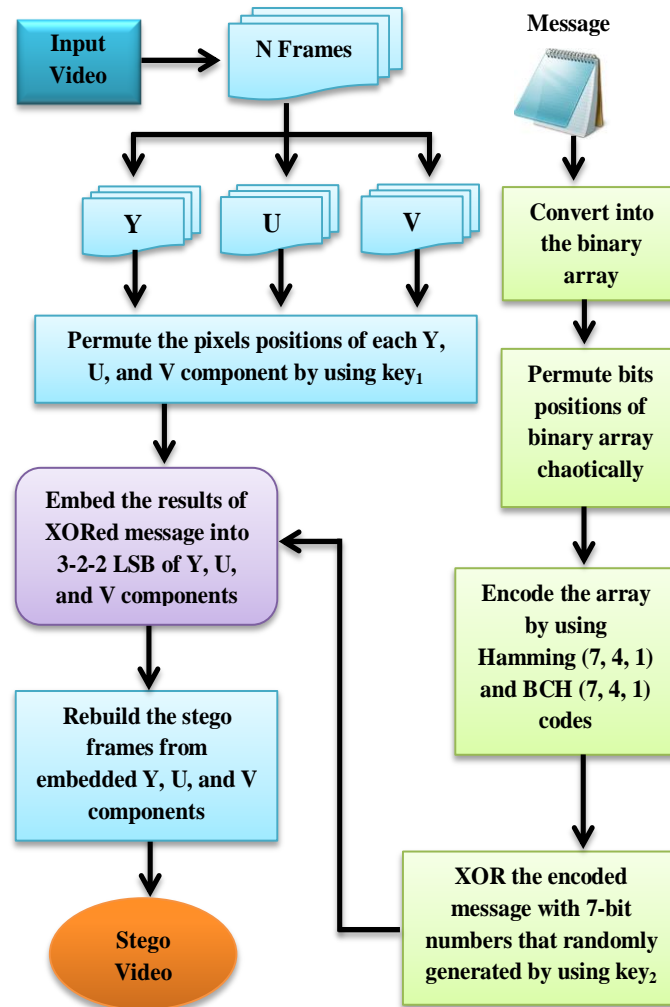 Input
Video
N Frames
Message
Y
U
V
Convert into
the binary
array
Permute the pixels positions of each Y,
U, and V component by using key₁
Permute bits
positions of
binary array
chaotically
Embed the results of
XORed message into
3-2-2 LSB of Y, U,
and V components
Encode the array
by using
Hamming (7, 4, 1)
and BCH (7, 4, 1)
codes
Rebuild the stego
frames from
embedded Y, U, and V
components
XOR the encoded
message with 7-bit
numbers that randomly
generated by using key₂
Stego
Video